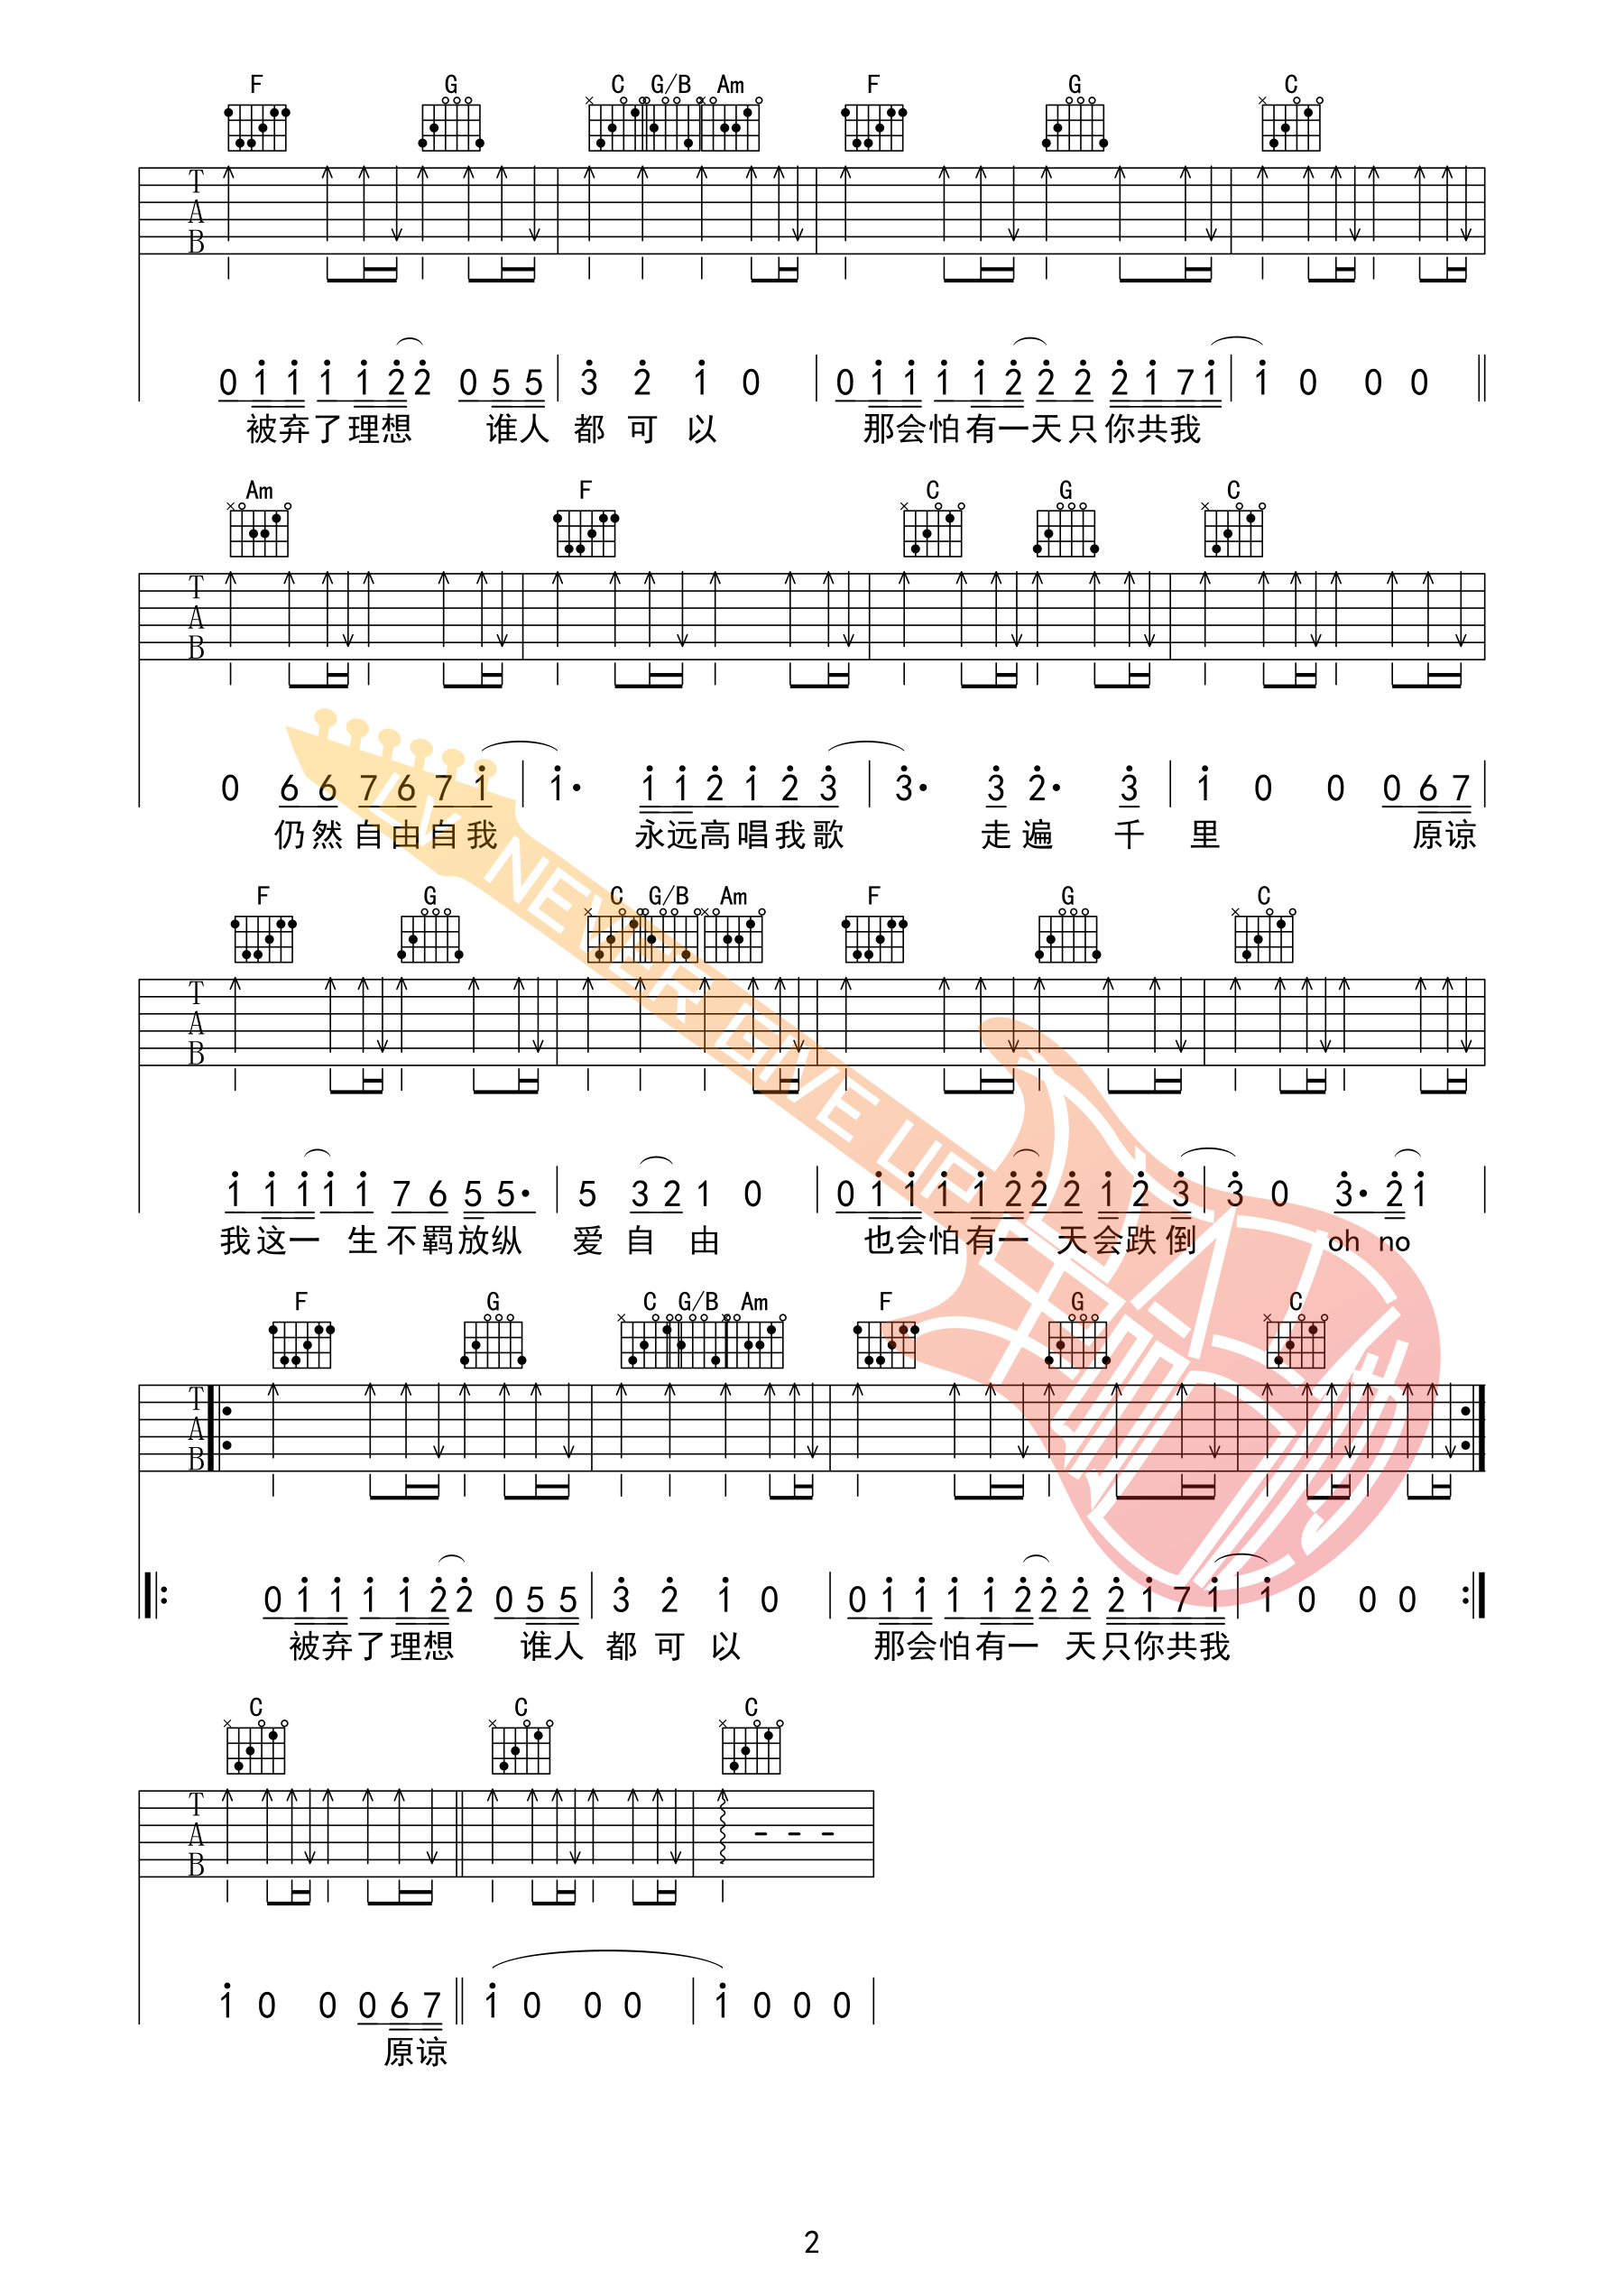 F G C G/B Am F G C
T A B
0 1 1 1 1 2 2 0 5 5 | 3 2 1 0 | 0 1 1 1 1 2 2 2 2 1 7 1 | 1 0 0 0 ||
被弃了理想 谁人 都 可 以 那会怕有一天只你共我
Am F C G C
T A B
0 6 6 7 6 7 1 | 1· 1 1 2 1 2 3 | 3· 3 2· 3 | 1 0 0 0 6 7 |
仍然自由自我 永远高唱我歌 走遍 千 里 原谅
F G C G/B Am F G C
T A B
1 1 1 1 1 7 6 5 5· | 5 3 2 1 0 | 0 1 1 1 1 2 2 2 1 2 3 | 3 0 3· 2 1 |
我这一 生不羁放纵 爱 自 由 也会怕有一 天会跌倒 oh no
F G C G/B Am F G C
T A B
0 1 1 1 1 2 2 0 5 5 | 3 2 1 0 | 0 1 1 1 1 2 2 2 2 1 7 1 | 1 0 0 0
被弃了理想 谁人 都 可 以 那会怕有一 天只你共我
C C C
T A B
1 0 0 0 6 7 || 1 0 0 0 | 1 0 0 0 |
原谅
LV NEVER GIVE UP
2